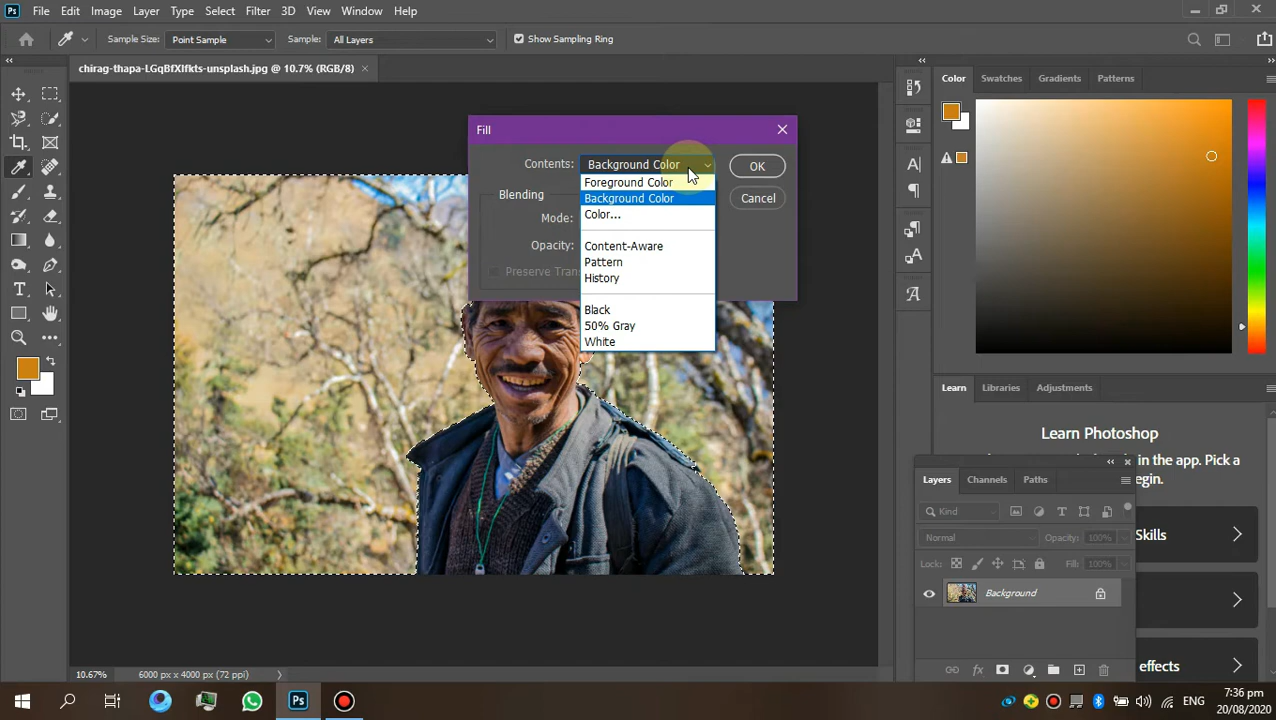 Ps File Edit Image Layer Type Select Filter 3D View Window Help
Sample Size: Point Sample Sample: All Layers Show Sampling Ring
chirag-thapa-LGqBfXIfkts-unsplash.jpg @ 10.7% (RGB/8) ×
Color Swatches Gradients Patterns
Fill
Contents: Background Color OK
Foreground Color
Background Color
Color...
Content-Aware
Pattern
History
Black
50% Gray
White
Blending
Mode:
Opacity:
Preserve Tran
Cancel
Learn Libraries Adjustments
Learn Photoshop
in the app. Pick a
gin.
Skills
effects
Layers Channels Paths
Kind
Normal Opacity: 100%
Lock: Fill: 100%
Background
fx
10.67% 6000 px x 4000 px (72 ppi)
Ps
ENG
7:36 pm
20/08/2020